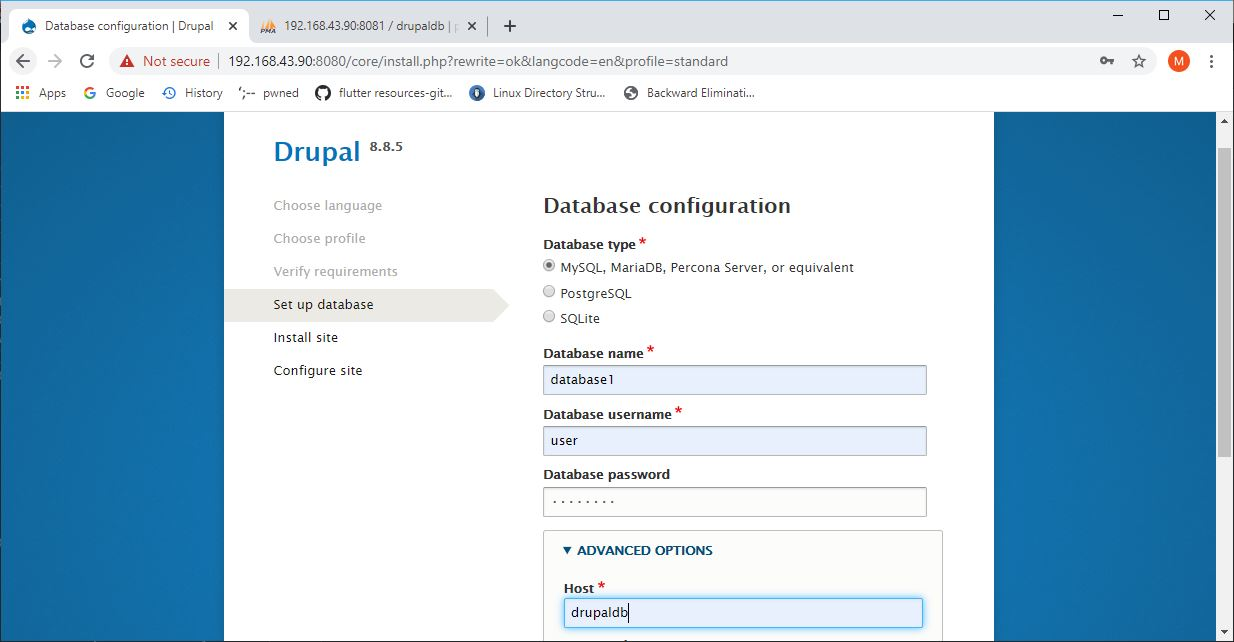 Database configuration | Drupal
192.168.43.90:8081 / drupaldb |
Not secure
192.168.43.90:8080/core/install.php?rewrite=ok&langcode=en&profile=standard
M
Apps
Google
History
';-- pwned
flutter resources-git...
Linux Directory Stru...
Backward Eliminati...
Drupal 8.8.5
Choose language
Choose profile
Verify requirements
Set up database
Install site
Configure site
Database configuration
Database type *
MySQL, MariaDB, Percona Server, or equivalent
PostgreSQL
SQLite
Database name *
database1
Database username *
user
Database password
········
▼ ADVANCED OPTIONS
Host *
drupaldb